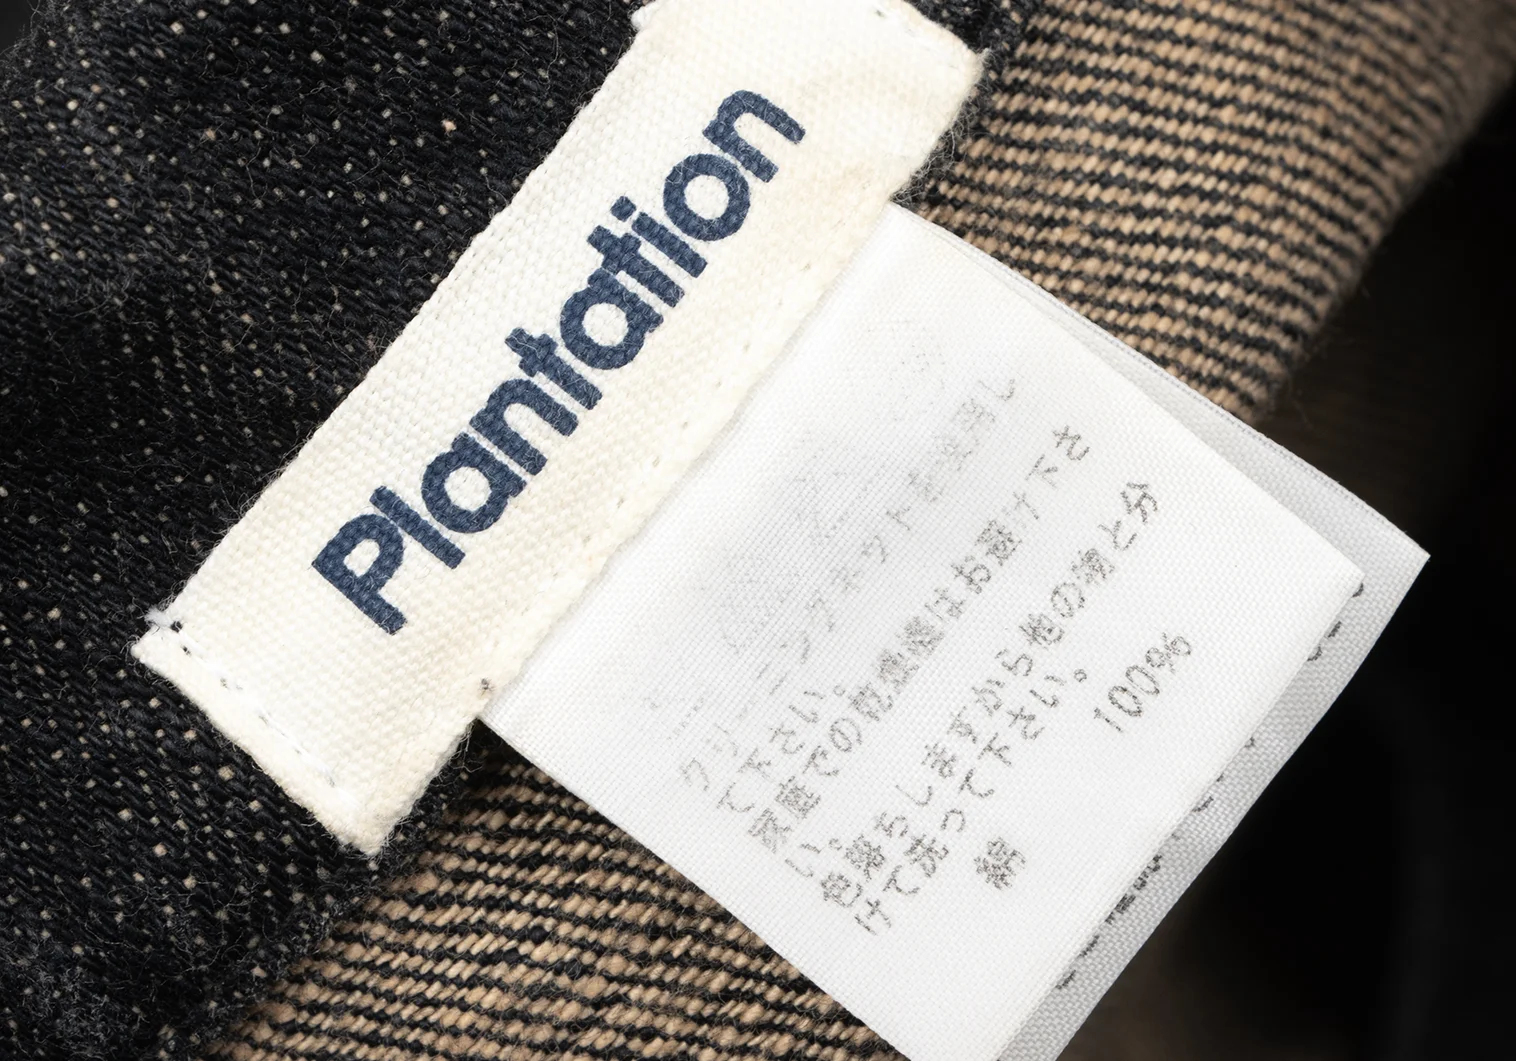 Plantation
クリーニングネットを使用し
て下さい。
家庭での乾燥機はお避け下さ
い。
色落ちしますから他の物と分
けて洗って下さい。
綿 100%